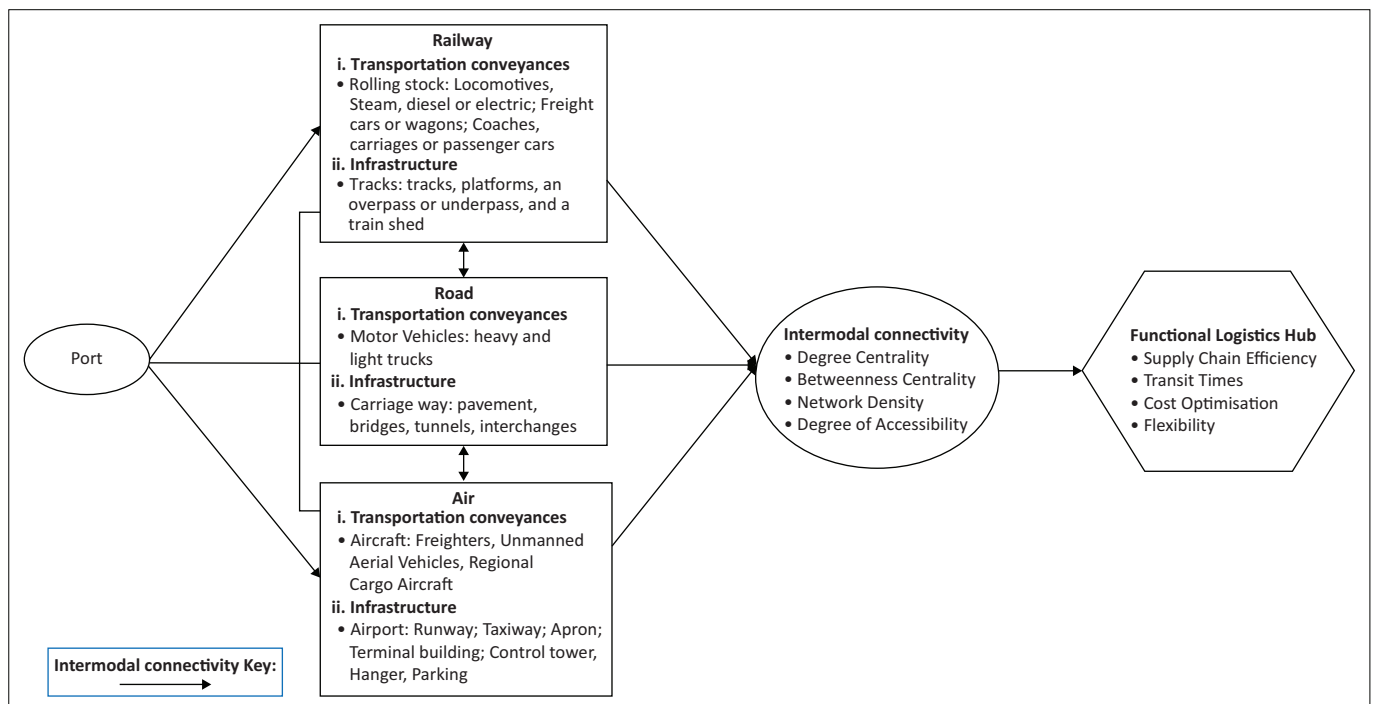 Port
Railway
i. Transportation conveyances
• Rolling stock: Locomotives,
Steam, diesel or electric; Freight
cars or wagons; Coaches,
carriages or passenger cars
ii. Infrastructure
• Tracks: tracks, platforms, an
overpass or underpass, and a
train shed
Road
i. Transportation conveyances
• Motor Vehicles: heavy and
light trucks
ii. Infrastructure
• Carriage way: pavement,
bridges, tunnels, interchanges
Air
i. Transportation conveyances
• Aircraft: Freighters, Unmanned
Aerial Vehicles, Regional
Cargo Aircraft
ii. Infrastructure
• Airport: Runway; Taxiway; Apron;
Terminal building; Control tower,
Hanger, Parking
Intermodal connectivity
• Degree Centrality
• Betweenness Centrality
• Network Density
• Degree of Accessibility
Functional Logistics Hub
• Supply Chain Efficiency
• Transit Times
• Cost Optimisation
• Flexibility
Intermodal connectivity Key: